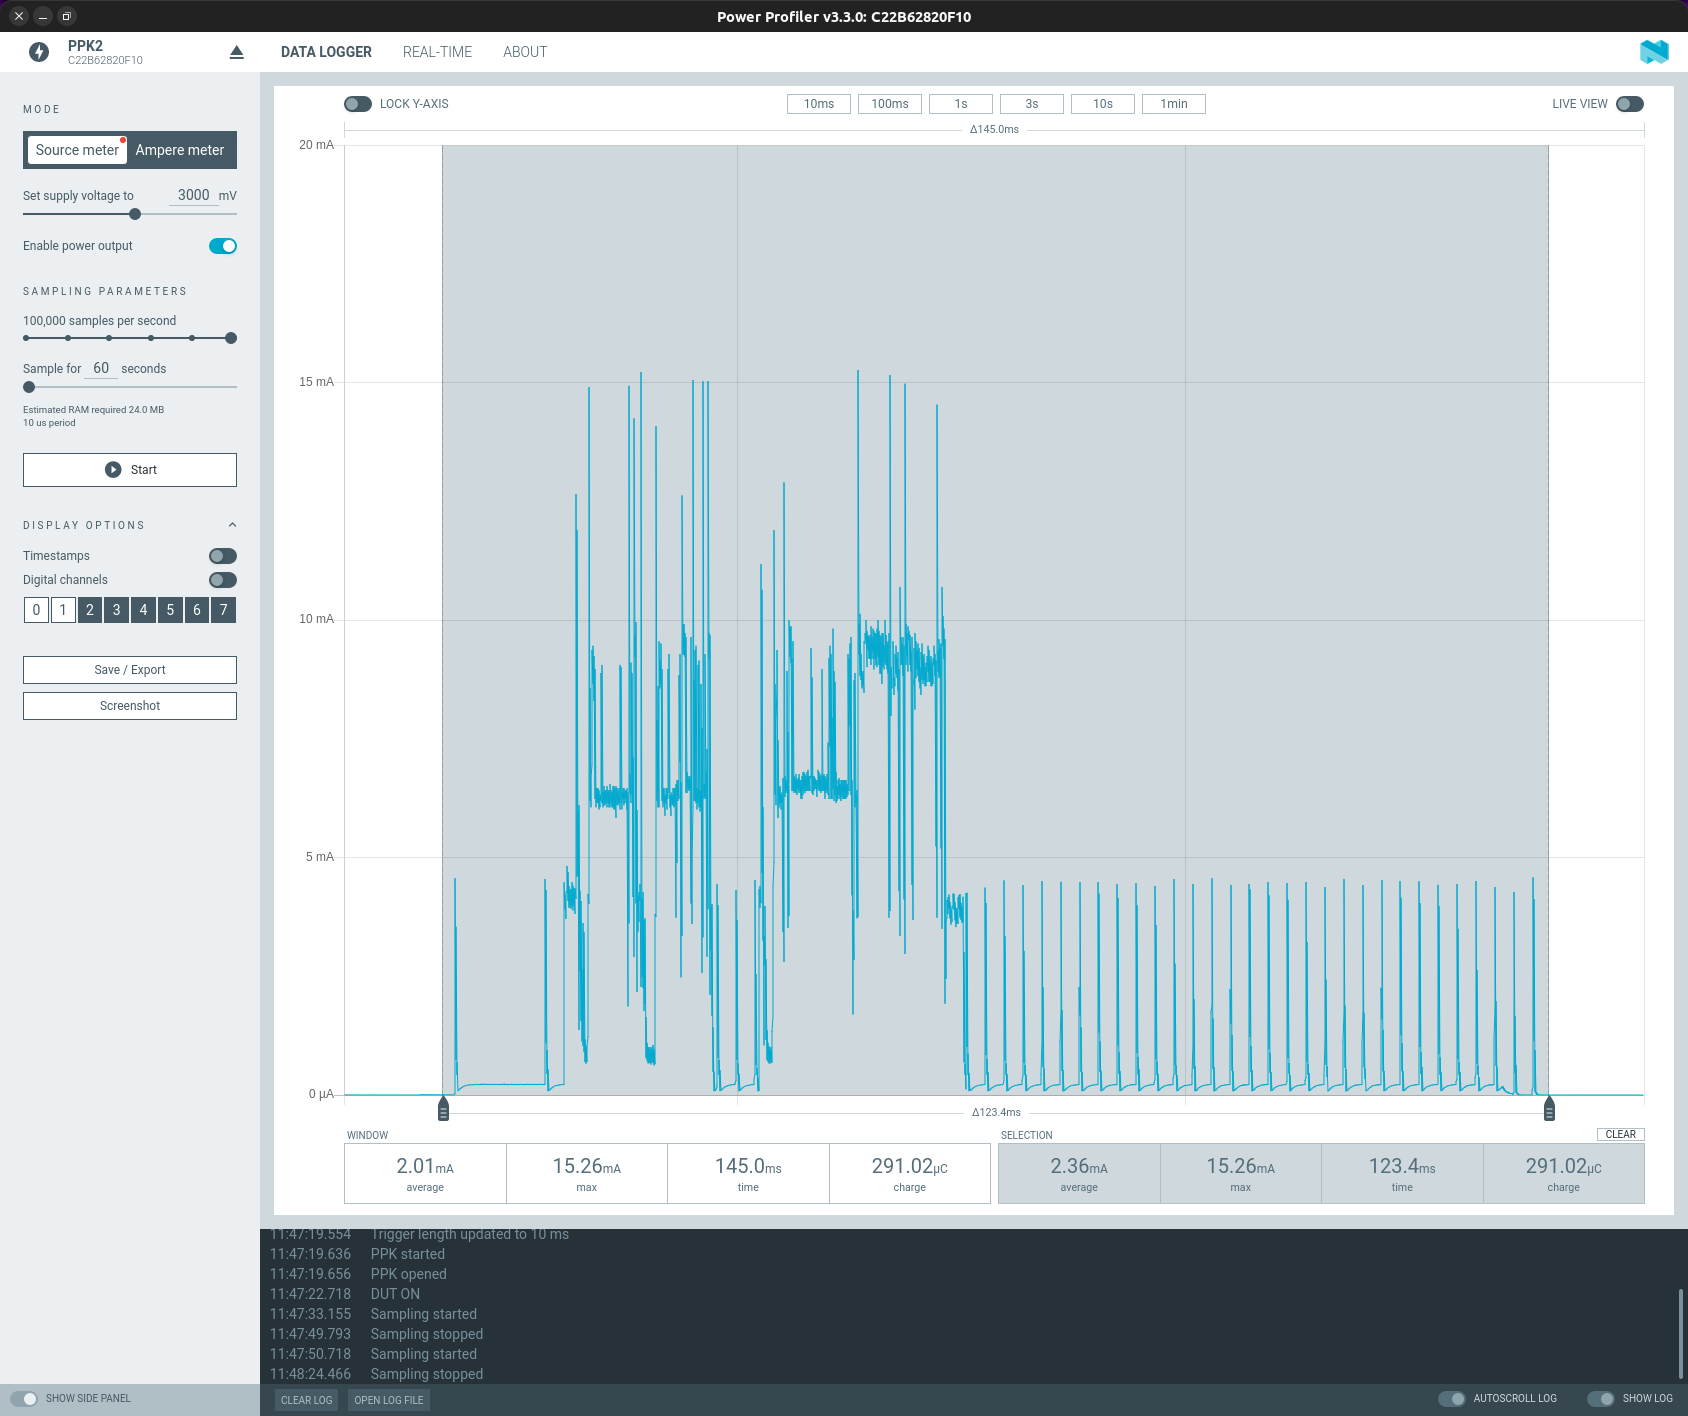 Power Profiler v3.3.0: C22B62820F10
PPK2
C22B62820F10
DATA LOGGER
REAL-TIME
ABOUT
MODE
Source meter
Ampere meter
Set supply voltage to 3000 mV
Enable power output
SAMPLING PARAMETERS
100,000 samples per second
Sample for 60 seconds
Estimated RAM required 24.0 MB
10 us period
Start
DISPLAY OPTIONS
Timestamps
Digital channels
0 1 2 3 4 5 6 7
Save / Export
Screenshot
SHOW SIDE PANEL
LOCK Y-AXIS
10ms
100ms
1s
3s
10s
1min
LIVE VIEW
Δ145.0ms
20 mA
15 mA
10 mA
5 mA
0 µA
Δ123.4ms
WINDOW
2.01mA
average
15.26mA
max
145.0ms
time
291.02µC
charge
SELECTION
CLEAR
2.36mA
average
15.26mA
max
123.4ms
time
291.02µC
charge
11:47:19.554 Trigger length updated to 10 ms
11:47:19.636 PPK started
11:47:19.656 PPK opened
11:47:22.718 DUT ON
11:47:33.155 Sampling started
11:47:49.793 Sampling stopped
11:47:50.718 Sampling started
11:48:24.466 Sampling stopped
CLEAR LOG
OPEN LOG FILE
AUTOSCROLL LOG
SHOW LOG